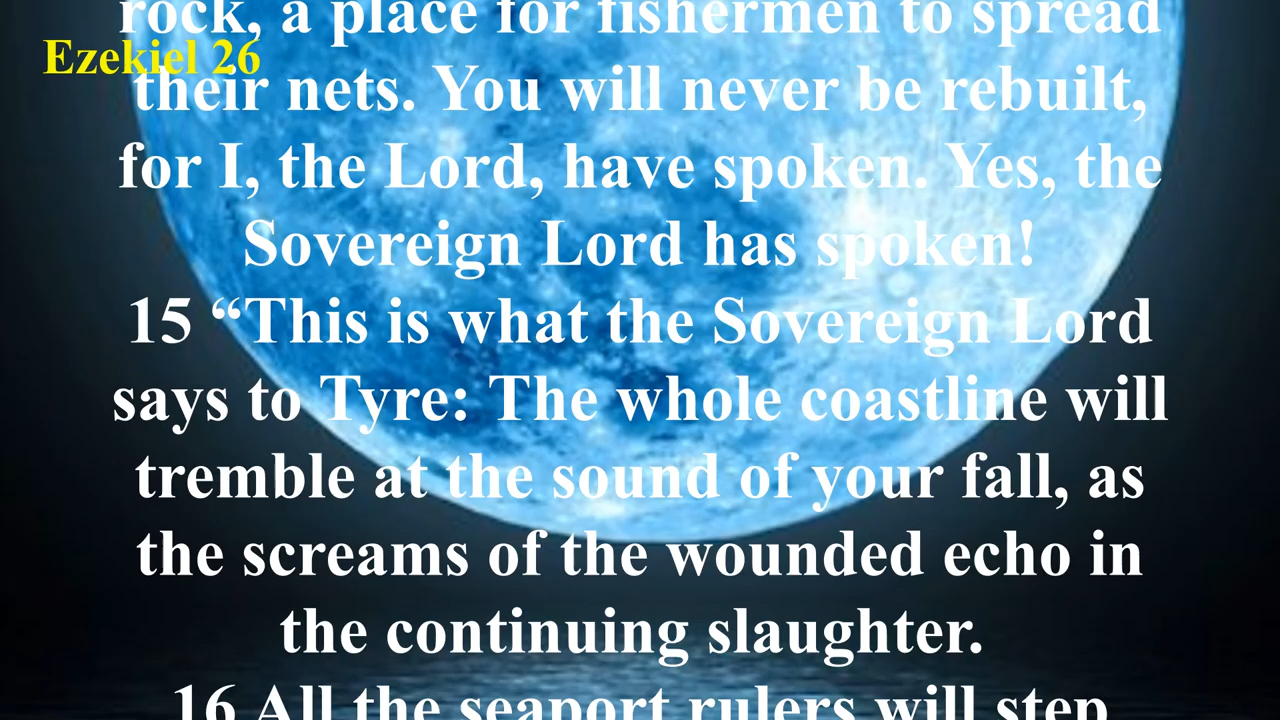 rock, a place for fishermen to spread
Ezekiel 26
their nets. You will never be rebuilt,
for I, the Lord, have spoken. Yes, the
Sovereign Lord has spoken!
15 “This is what the Sovereign Lord
says to Tyre: The whole coastline will
tremble at the sound of your fall, as
the screams of the wounded echo in
the continuing slaughter.
16 All the seaport rulers will step